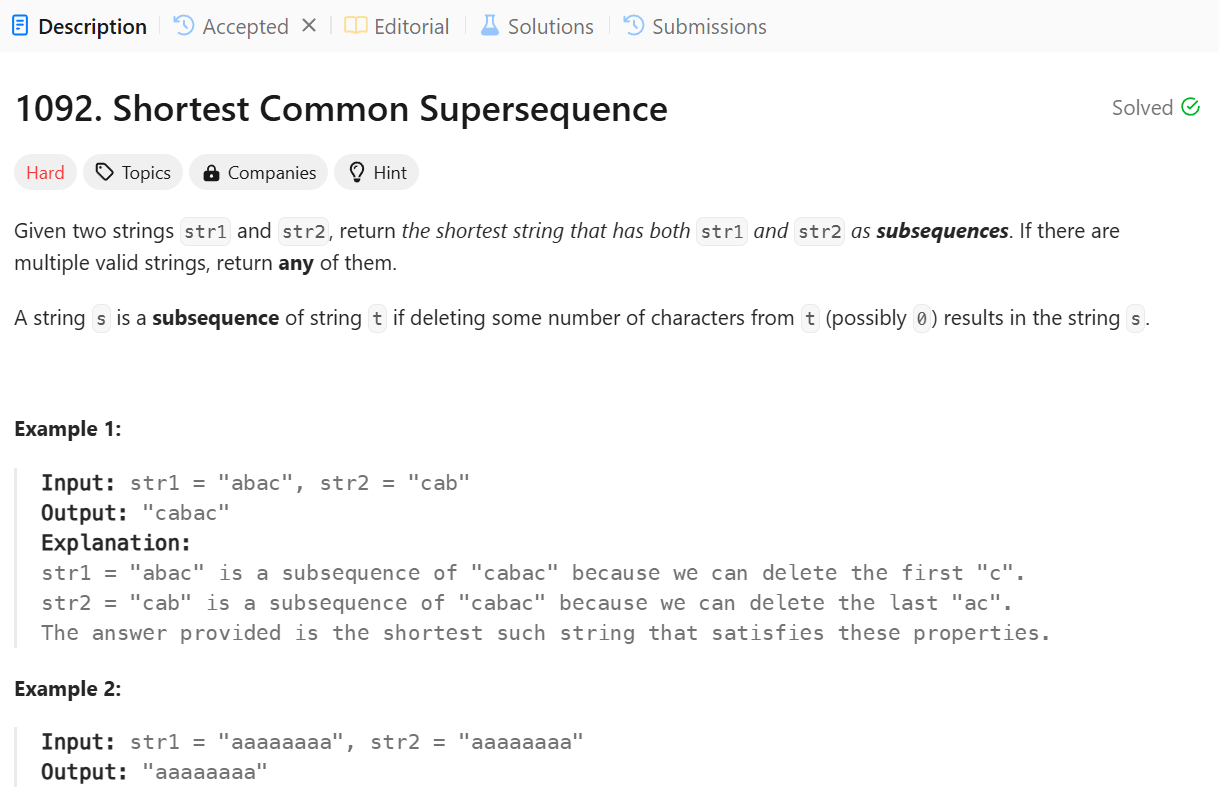 Description Accepted Editorial Solutions Submissions
1092. Shortest Common Supersequence Solved
Hard Topics Companies Hint
Given two strings str1 and str2, return the shortest string that has both str1 and str2 as subsequences. If there are
multiple valid strings, return any of them.
A string s is a subsequence of string t if deleting some number of characters from t (possibly 0) results in the string s.
Example 1:
Input: str1 = "abac", str2 = "cab"
Output: "cabac"
Explanation:
str1 = "abac" is a subsequence of "cabac" because we can delete the first "c".
str2 = "cab" is a subsequence of "cabac" because we can delete the last "ac".
The answer provided is the shortest such string that satisfies these properties.
Example 2:
Input: str1 = "aaaaaaaa", str2 = "aaaaaaaa"
Output: "aaaaaaaa"